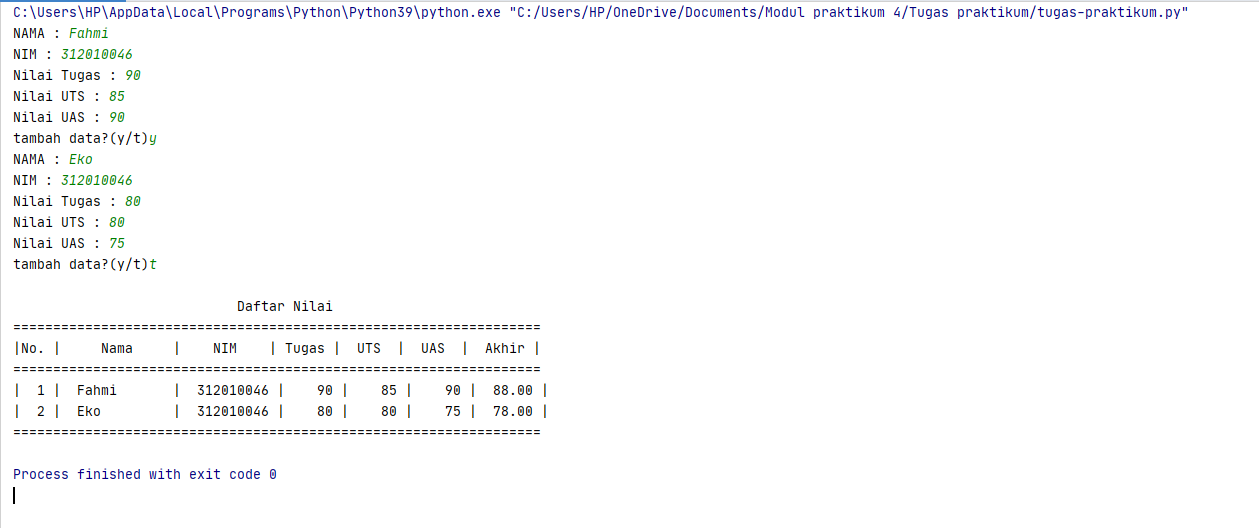 C:\Users\HP\AppData\Local\Programs\Python\Python39\python.exe "C:/Users/HP/OneDrive/Documents/Modul praktikum 4/Tugas praktikum/tugas-praktikum.py"
NAMA : Fahmi
NIM : 312010046
Nilai Tugas : 90
Nilai UTS : 85
Nilai UAS : 90
tambah data?(y/t)y
NAMA : Eko
NIM : 312010046
Nilai Tugas : 80
Nilai UTS : 80
Nilai UAS : 75
tambah data?(y/t)t
                            Daftar Nilai
==================================================================
|No. |     Nama     |    NIM    | Tugas |  UTS  |  UAS  |  Akhir |
==================================================================
|  1 |  Fahmi       |  312010046 |    90 |    85 |    90 |  88.00 |
|  2 |  Eko         |  312010046 |    80 |    80 |    75 |  78.00 |
==================================================================
Process finished with exit code 0